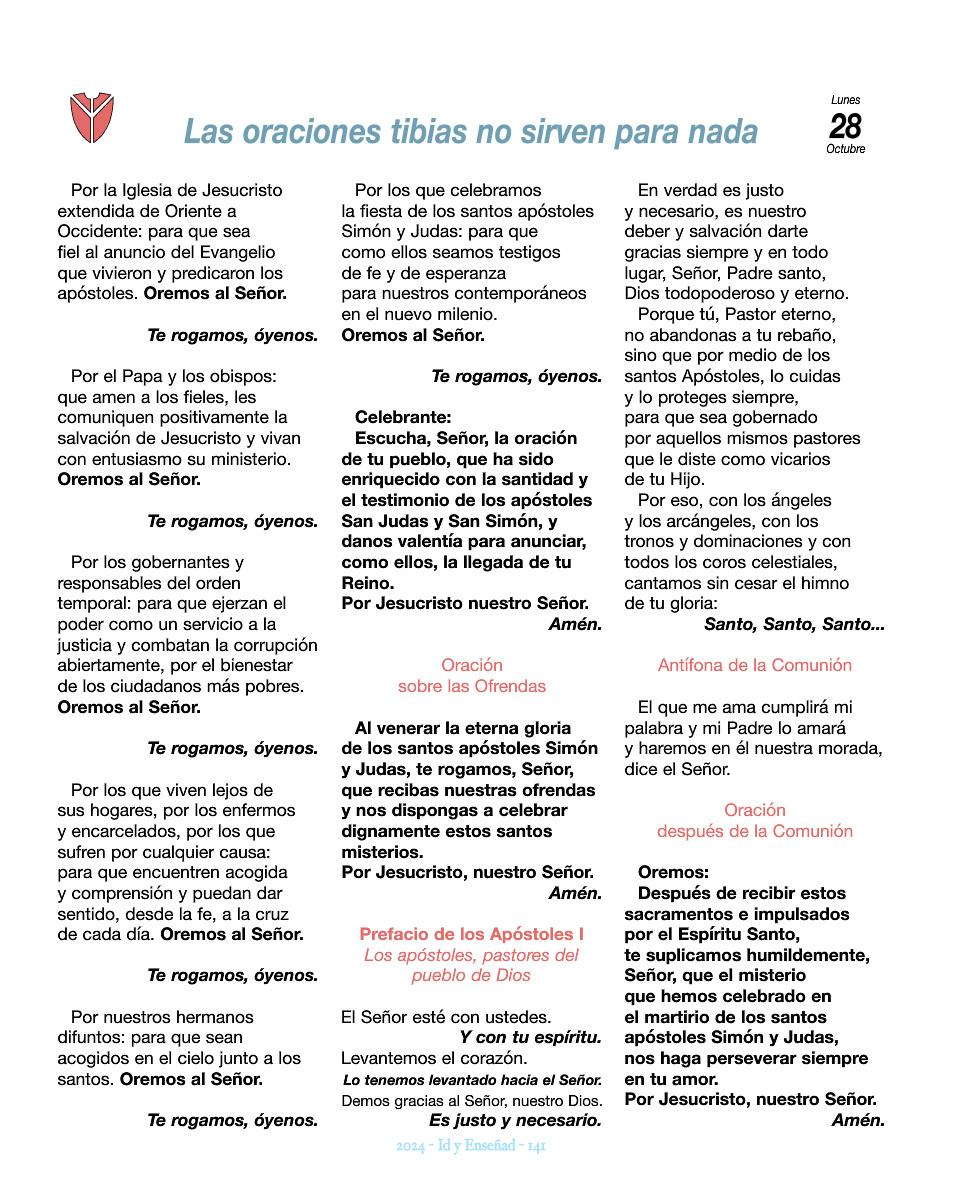 Las oraciones tibias no sirven para nada
Lunes
28
Octubre
Por la Iglesia de Jesucristo
extendida de Oriente a
Occidente: para que sea
fiel al anuncio del Evangelio
que vivieron y predicaron los
apóstoles. Oremos al Señor.
Te rogamos, óyenos.
Por el Papa y los obispos:
que amen a los fieles, les
comuniquen positivamente la
salvación de Jesucristo y vivan
con entusiasmo su ministerio.
Oremos al Señor.
Te rogamos, óyenos.
Por los gobernantes y
responsables del orden
temporal: para que ejerzan el
poder como un servicio a la
justicia y combatan la corrupción
abiertamente, por el bienestar
de los ciudadanos más pobres.
Oremos al Señor.
Te rogamos, óyenos.
Por los que viven lejos de
sus hogares, por los enfermos
y encarcelados, por los que
sufren por cualquier causa:
para que encuentren acogida
y comprensión y puedan dar
sentido, desde la fe, a la cruz
de cada día. Oremos al Señor.
Te rogamos, óyenos.
Por nuestros hermanos
difuntos: para que sean
acogidos en el cielo junto a los
santos. Oremos al Señor.
Te rogamos, óyenos.
Por los que celebramos
la fiesta de los santos apóstoles
Simón y Judas: para que
como ellos seamos testigos
de fe y de esperanza
para nuestros contemporáneos
en el nuevo milenio.
Oremos al Señor.
Te rogamos, óyenos.
Celebrante:
Escucha, Señor, la oración
de tu pueblo, que ha sido
enriquecido con la santidad y
el testimonio de los apóstoles
San Judas y San Simón, y
danos valentía para anunciar,
como ellos, la llegada de tu
Reino.
Por Jesucristo nuestro Señor.
Amén.
Oración
sobre las Ofrendas
Al venerar la eterna gloria
de los santos apóstoles Simón
y Judas, te rogamos, Señor,
que recibas nuestras ofrendas
y nos dispongas a celebrar
dignamente estos santos
misterios.
Por Jesucristo, nuestro Señor.
Amén.
Prefacio de los Apóstoles I
Los apóstoles, pastores del
pueblo de Dios
El Señor esté con ustedes.
Y con tu espíritu.
Levantemos el corazón.
Lo tenemos levantado hacia el Señor.
Demos gracias al Señor, nuestro Dios.
Es justo y necesario.
En verdad es justo
y necesario, es nuestro
deber y salvación darte
gracias siempre y en todo
lugar, Señor, Padre santo,
Dios todopoderoso y eterno.
Porque tú, Pastor eterno,
no abandonas a tu rebaño,
sino que por medio de los
santos Apóstoles, lo cuidas
y lo proteges siempre,
para que sea gobernado
por aquellos mismos pastores
que le diste como vicarios
de tu Hijo.
Por eso, con los ángeles
y los arcángeles, con los
tronos y dominaciones y con
todos los coros celestiales,
cantamos sin cesar el himno
de tu gloria:
Santo, Santo, Santo...
Antífona de la Comunión
El que me ama cumplirá mi
palabra y mi Padre lo amará
y haremos en él nuestra morada,
dice el Señor.
Oración
después de la Comunión
Oremos:
Después de recibir estos
sacramentos e impulsados
por el Espíritu Santo,
te suplicamos humildemente,
Señor, que el misterio
que hemos celebrado en
el martirio de los santos
apóstoles Simón y Judas,
nos haga perseverar siempre
en tu amor.
Por Jesucristo, nuestro Señor.
Amén.
2024 - Id y Enseñad - 141